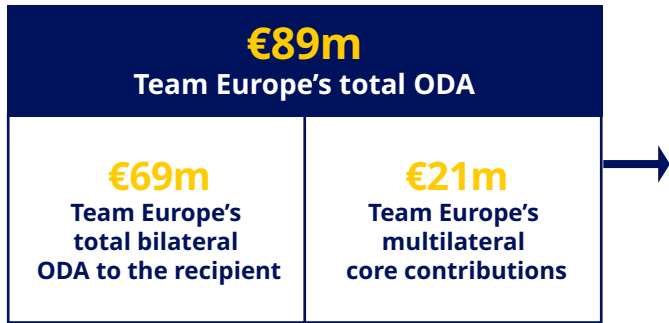 €89m
Team Europe's total ODA
€69m
Team Europe's
total bilateral
ODA to the recipient
€21m
Team Europe's
multilateral
core contributions